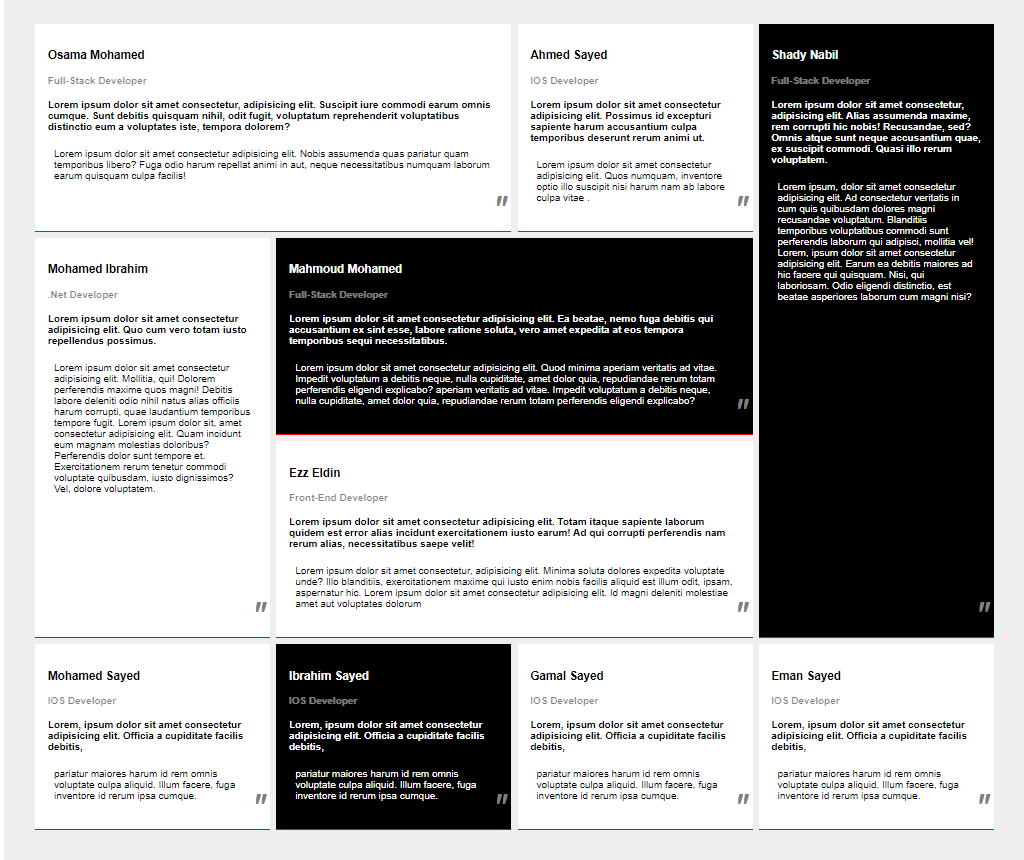 Osama Mohamed
Full-Stack Developer
Lorem ipsum dolor sit amet consectetur, adipisicing elit. Suscipit iure commodi earum omnis
cumque. Sunt debitis quisquam nihil, odit fugit, voluptatum reprehenderit voluptatibus
distinctio eum a voluptates iste, tempora dolorem?
Lorem ipsum dolor sit amet consectetur adipisicing elit. Nobis assumenda quas pariatur quam
temporibus libero? Fuga odio harum repellat animi in aut, neque necessitatibus numquam laborum
earum quisquam culpa facilis!
"
Ahmed Sayed
IOS Developer
Lorem ipsum dolor sit amet consectetur
adipisicing elit. Possimus id excepturi
sapiente harum accusantium culpa
temporibus deserunt rerum animi ut.
Lorem ipsum dolor sit amet consectetur
adipisicing elit. Quos numquam, inventore
optio illo suscipit nisi harum nam ab labore
culpa vitae .
"
Shady Nabil
Full-Stack Developer
Lorem ipsum dolor sit amet consectetur,
adipisicing elit. Alias assumenda maxime,
rem corrupti hic nobis! Recusandae, sed?
Omnis atque sunt neque accusantium quae,
ex suscipit commodi. Quasi illo rerum
voluptatem.
Lorem ipsum, dolor sit amet consectetur
adipisicing elit. Ad consectetur veritatis in
cum quis quibusdam dolores magni
recusandae voluptatum. Blanditiis
temporibus voluptatibus commodi sunt
perferendis laborum qui adipisci, mollitia vel!
Lorem, ipsum dolor sit amet consectetur
adipisicing elit. Earum ea debitis maiores ad
hic facere qui quisquam. Nisi, qui
laboriosam. Odio eligendi distinctio, est
beatae asperiores laborum cum magni nisi?
"
Mohamed Ibrahim
.Net Developer
Lorem ipsum dolor sit amet consectetur
adipisicing elit. Quo cum vero totam iusto
repellendus possimus.
Lorem ipsum dolor sit amet consectetur
adipisicing elit. Mollitia, qui! Dolorem
perferendis maxime quos magni! Debitis
labore deleniti odio nihil natus alias officiis
harum corrupti, quae laudantium temporibus
tempore fugit. Lorem ipsum dolor sit, amet
consectetur adipisicing elit. Quam incidunt
eum magnam molestias doloribus?
Perferendis dolor sunt tempore et.
Exercitationem rerum tenetur commodi
voluptate quibusdam, iusto dignissimos?
Vel, dolore voluptatem.
"
Mahmoud Mohamed
Full-Stack Developer
Lorem ipsum dolor sit amet consectetur adipisicing elit. Ea beatae, nemo fuga debitis qui
accusantium ex sint esse, labore ratione soluta, vero amet expedita at eos tempora
temporibus sequi necessitatibus.
Lorem ipsum dolor sit amet consectetur adipisicing elit. Quod minima aperiam veritatis ad vitae.
Impedit voluptatum a debitis neque, nulla cupiditate, amet dolor quia, repudiandae rerum totam
perferendis eligendi explicabo? aperiam veritatis ad vitae. Impedit voluptatum a debitis neque,
nulla cupiditate, amet dolor quia, repudiandae rerum totam perferendis eligendi explicabo?
"
Ezz Eldin
Front-End Developer
Lorem ipsum dolor sit amet consectetur adipisicing elit. Totam itaque sapiente laborum
quidem est error alias incidunt exercitationem iusto earum! Ad qui corrupti perferendis nam
rerum alias, necessitatibus saepe velit!
Lorem ipsum dolor sit amet consectetur, adipisicing elit. Minima soluta dolores expedita voluptate
unde? Illo blanditiis, exercitationem maxime qui iusto enim nobis facilis aliquid est illum odit, ipsam,
aspernatur hic. Lorem ipsum dolor sit amet consectetur adipisicing elit. Id magni deleniti molestiae
amet aut voluptates dolorum
"
Mohamed Sayed
IOS Developer
Lorem, ipsum dolor sit amet consectetur
adipisicing elit. Officia a cupiditate facilis
debitis,
pariatur maiores harum id rem omnis
voluptate culpa aliquid. Illum facere, fuga
inventore id rerum ipsa cumque.
"
Ibrahim Sayed
IOS Developer
Lorem, ipsum dolor sit amet consectetur
adipisicing elit. Officia a cupiditate facilis
debitis,
pariatur maiores harum id rem omnis
voluptate culpa aliquid. Illum facere, fuga
inventore id rerum ipsa cumque.
"
Gamal Sayed
IOS Developer
Lorem, ipsum dolor sit amet consectetur
adipisicing elit. Officia a cupiditate facilis
debitis,
pariatur maiores harum id rem omnis
voluptate culpa aliquid. Illum facere, fuga
inventore id rerum ipsa cumque.
"
Eman Sayed
IOS Developer
Lorem, ipsum dolor sit amet consectetur
adipisicing elit. Officia a cupiditate facilis
debitis,
pariatur maiores harum id rem omnis
voluptate culpa aliquid. Illum facere, fuga
inventore id rerum ipsa cumque.
"